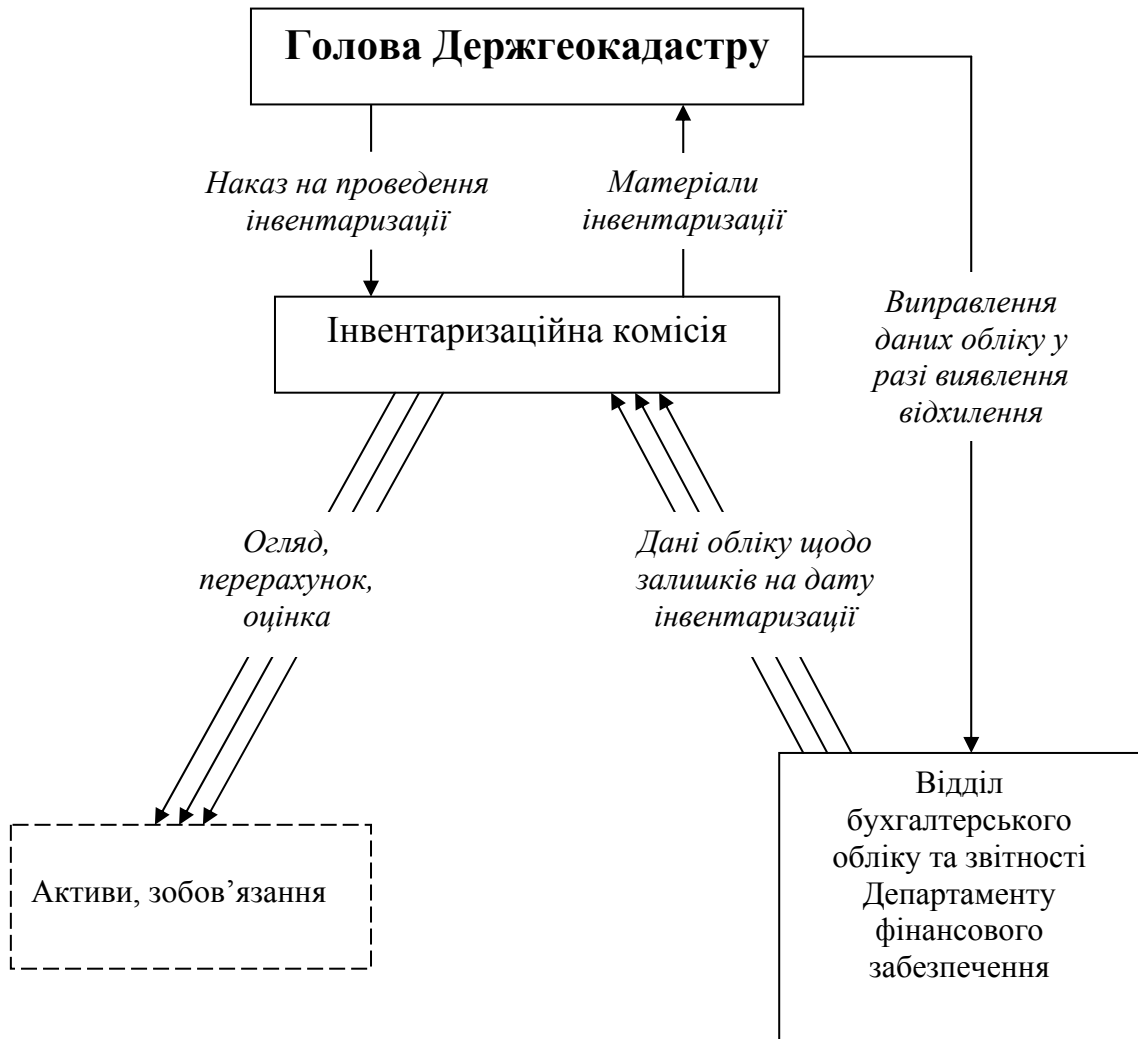 Голова Держгеокадастру
Наказ на проведення
інвентаризації
Матеріали
інвентаризації
Інвентаризаційна комісія
Виправлення
даних обліку у
разі виявлення
відхилення
Огляд,
перерахунок,
оцінка
Дані обліку щодо
залишків на дату
інвентаризації
Активи, зобов’язання
Відділ
бухгалтерського
обліку та звітності
Департаменту
фінансового
забезпечення